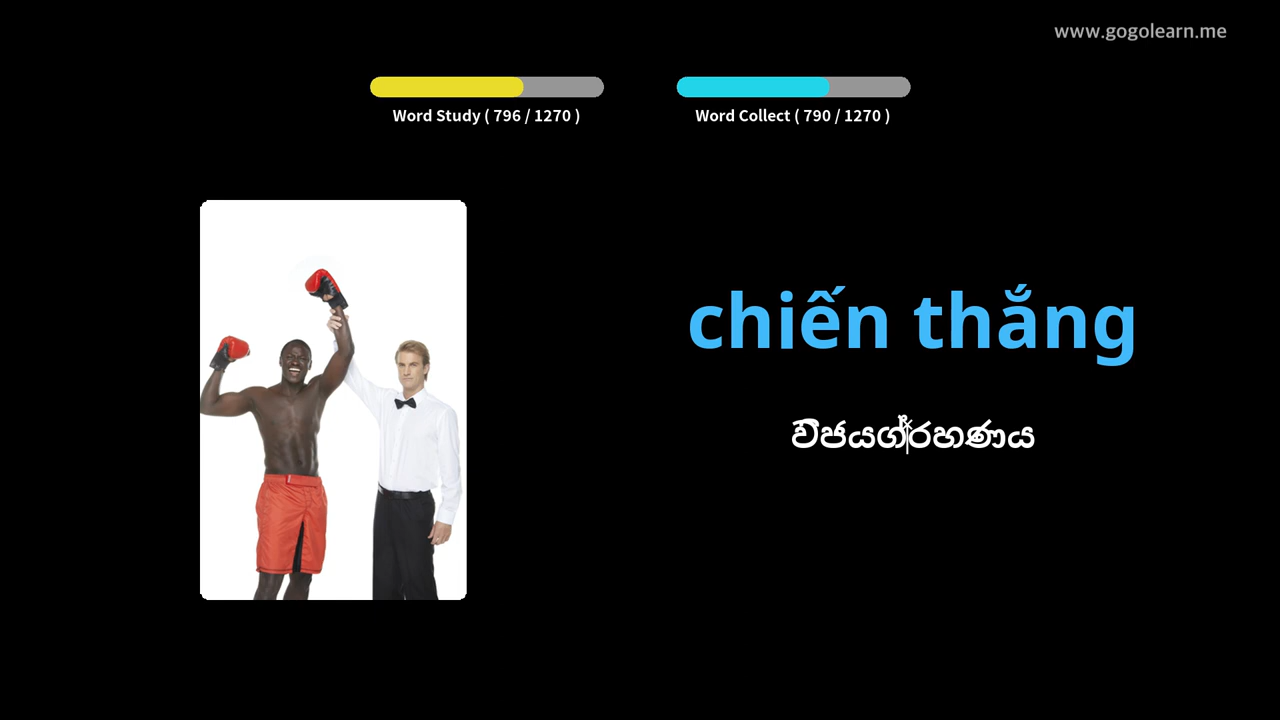 www.gogolearn.me
Word Study ( 796 / 1270 )
Word Collect ( 790 / 1270 )
chiến thắng
විජයග්‍රහණය